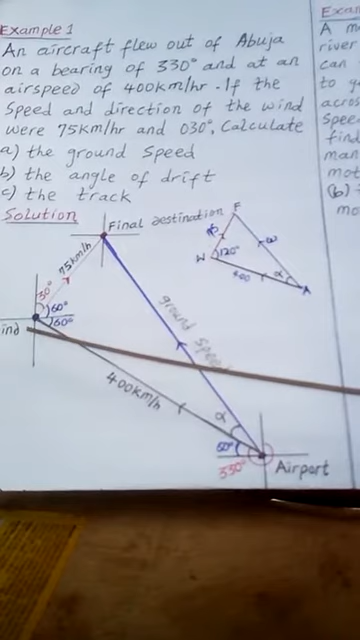 Example 1
An aircraft flew out of Abuja
on a bearing of 330° and at an
airspeed of 400km/hr. If the
Speed and direction of the wind
were 75km/hr and 030°, Calculate
a) the ground speed
b) the angle of drift
c) the track
Solution
Final destination
75km/h
30°
60°
60°
ind
400km/h
ground speed
α
60°
330°
Airport
F
75
ω
W
120°
400
α
A
Exam
A m
river
can
to y
acros
Spee
find
man
mot
(b)
mo